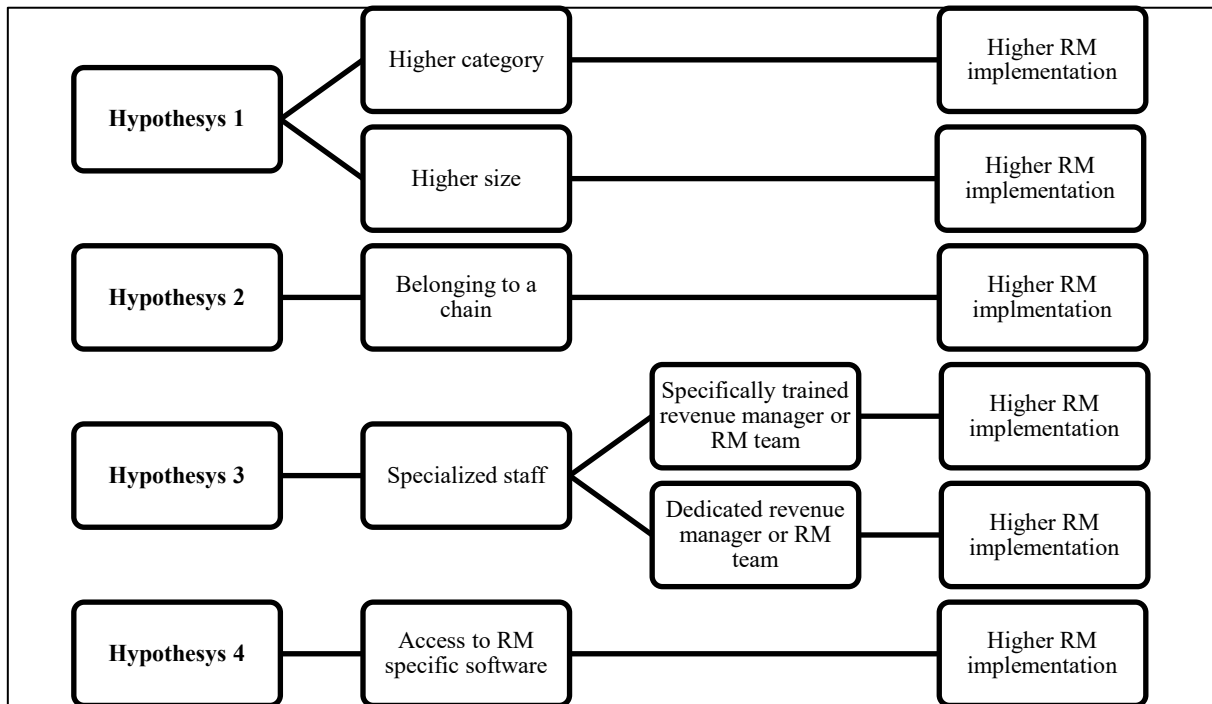 Hypothesys 1
Higher category
Higher RM
implementation
Higher size
Higher RM
implementation
Hypothesys 2
Belonging to a
chain
Higher RM
implmentation
Hypothesys 3
Specialized staff
Specifically trained
revenue manager or
RM team
Higher RM
implementation
Dedicated revenue
manager or RM
team
Higher RM
implementation
Hypothesys 4
Access to RM
specific software
Higher RM
implementation